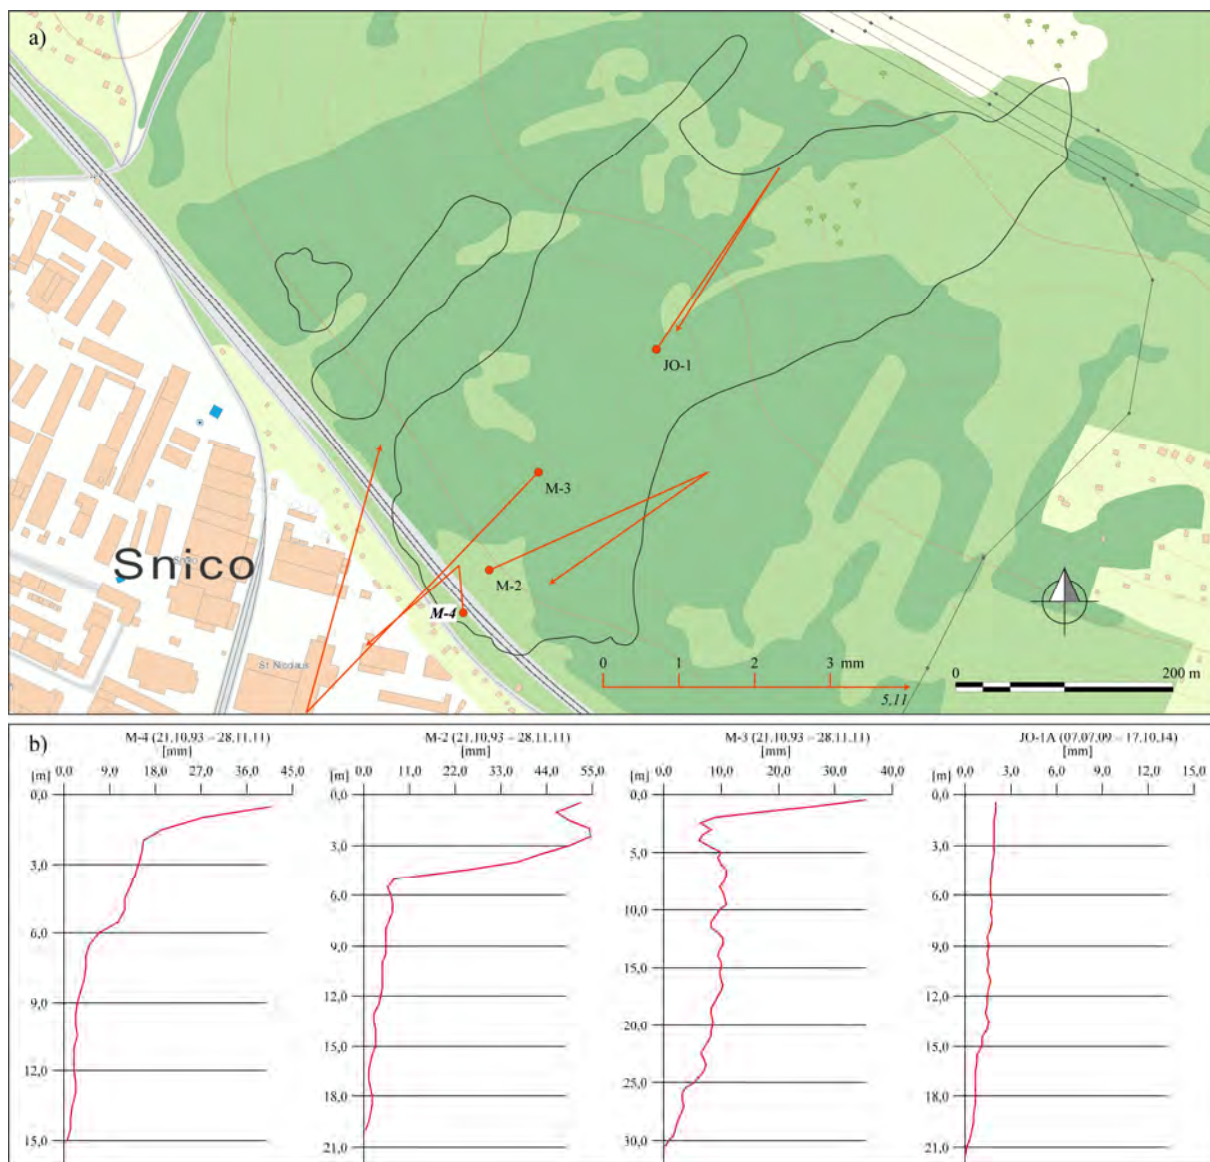 a)
JO-1
M-3
Snico
M-2
M-4
St Nicolaus
0 1 2 3 mm
5,11
0 200 m
b)
M-4 (21.10.93 – 28.11.11)
[mm]
[m] 0,0 9,0 18,0 27,0 36,0 45,0
0,0
3,0
6,0
9,0
12,0
15,0
M-2 (21.10.93 – 28.11.11)
[mm]
[m] 0,0 11,0 22,0 33,0 44,0 55,0
0,0
3,0
6,0
9,0
12,0
15,0
18,0
21,0
M-3 (21.10.93 – 28.11.11)
[mm]
[m] 0,0 10,0 20,0 30,0 40,0
0,0
5,0
10,0
15,0
20,0
25,0
30,0
JO-1A (07.07.09 – 17.10.14)
[mm]
[m] 0,0 3,0 6,0 9,0 12,0 15,0
0,0
3,0
6,0
9,0
12,0
15,0
18,0
21,0